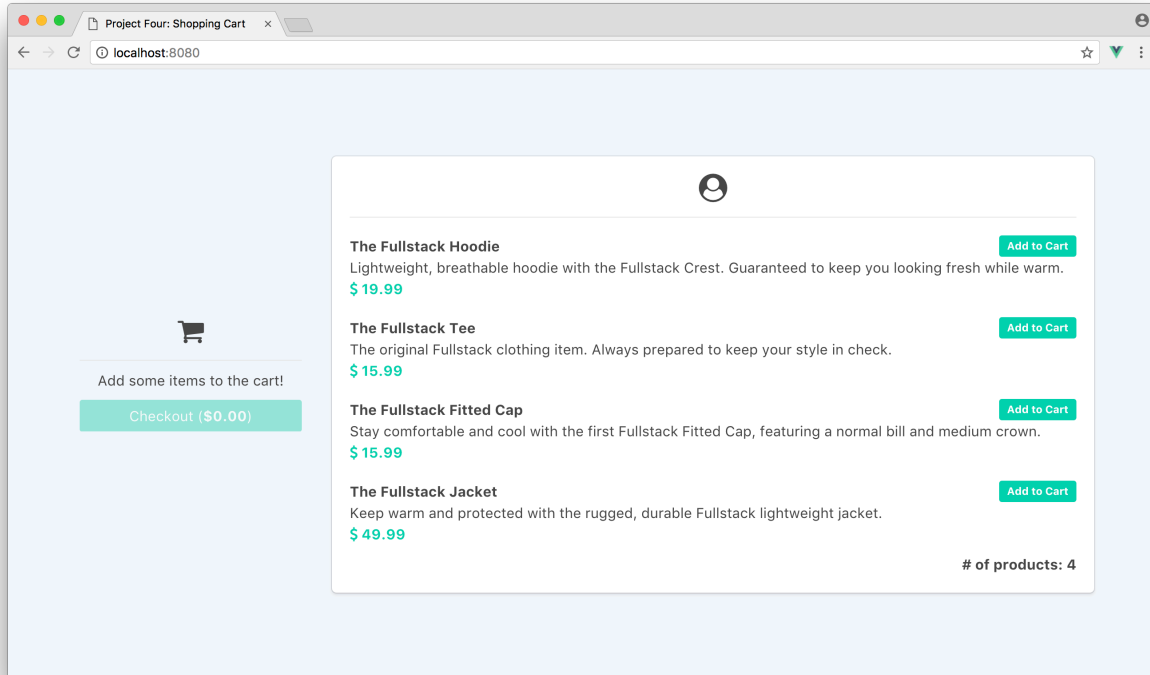 Project Four: Shopping Cart
localhost:8080
Add some items to the cart!
Checkout ($0.00)
The Fullstack Hoodie
Add to Cart
Lightweight, breathable hoodie with the Fullstack Crest. Guaranteed to keep you looking fresh while warm.
$ 19.99
The Fullstack Tee
Add to Cart
The original Fullstack clothing item. Always prepared to keep your style in check.
$ 15.99
The Fullstack Fitted Cap
Add to Cart
Stay comfortable and cool with the first Fullstack Fitted Cap, featuring a normal bill and medium crown.
$ 15.99
The Fullstack Jacket
Add to Cart
Keep warm and protected with the rugged, durable Fullstack lightweight jacket.
$ 49.99
# of products: 4